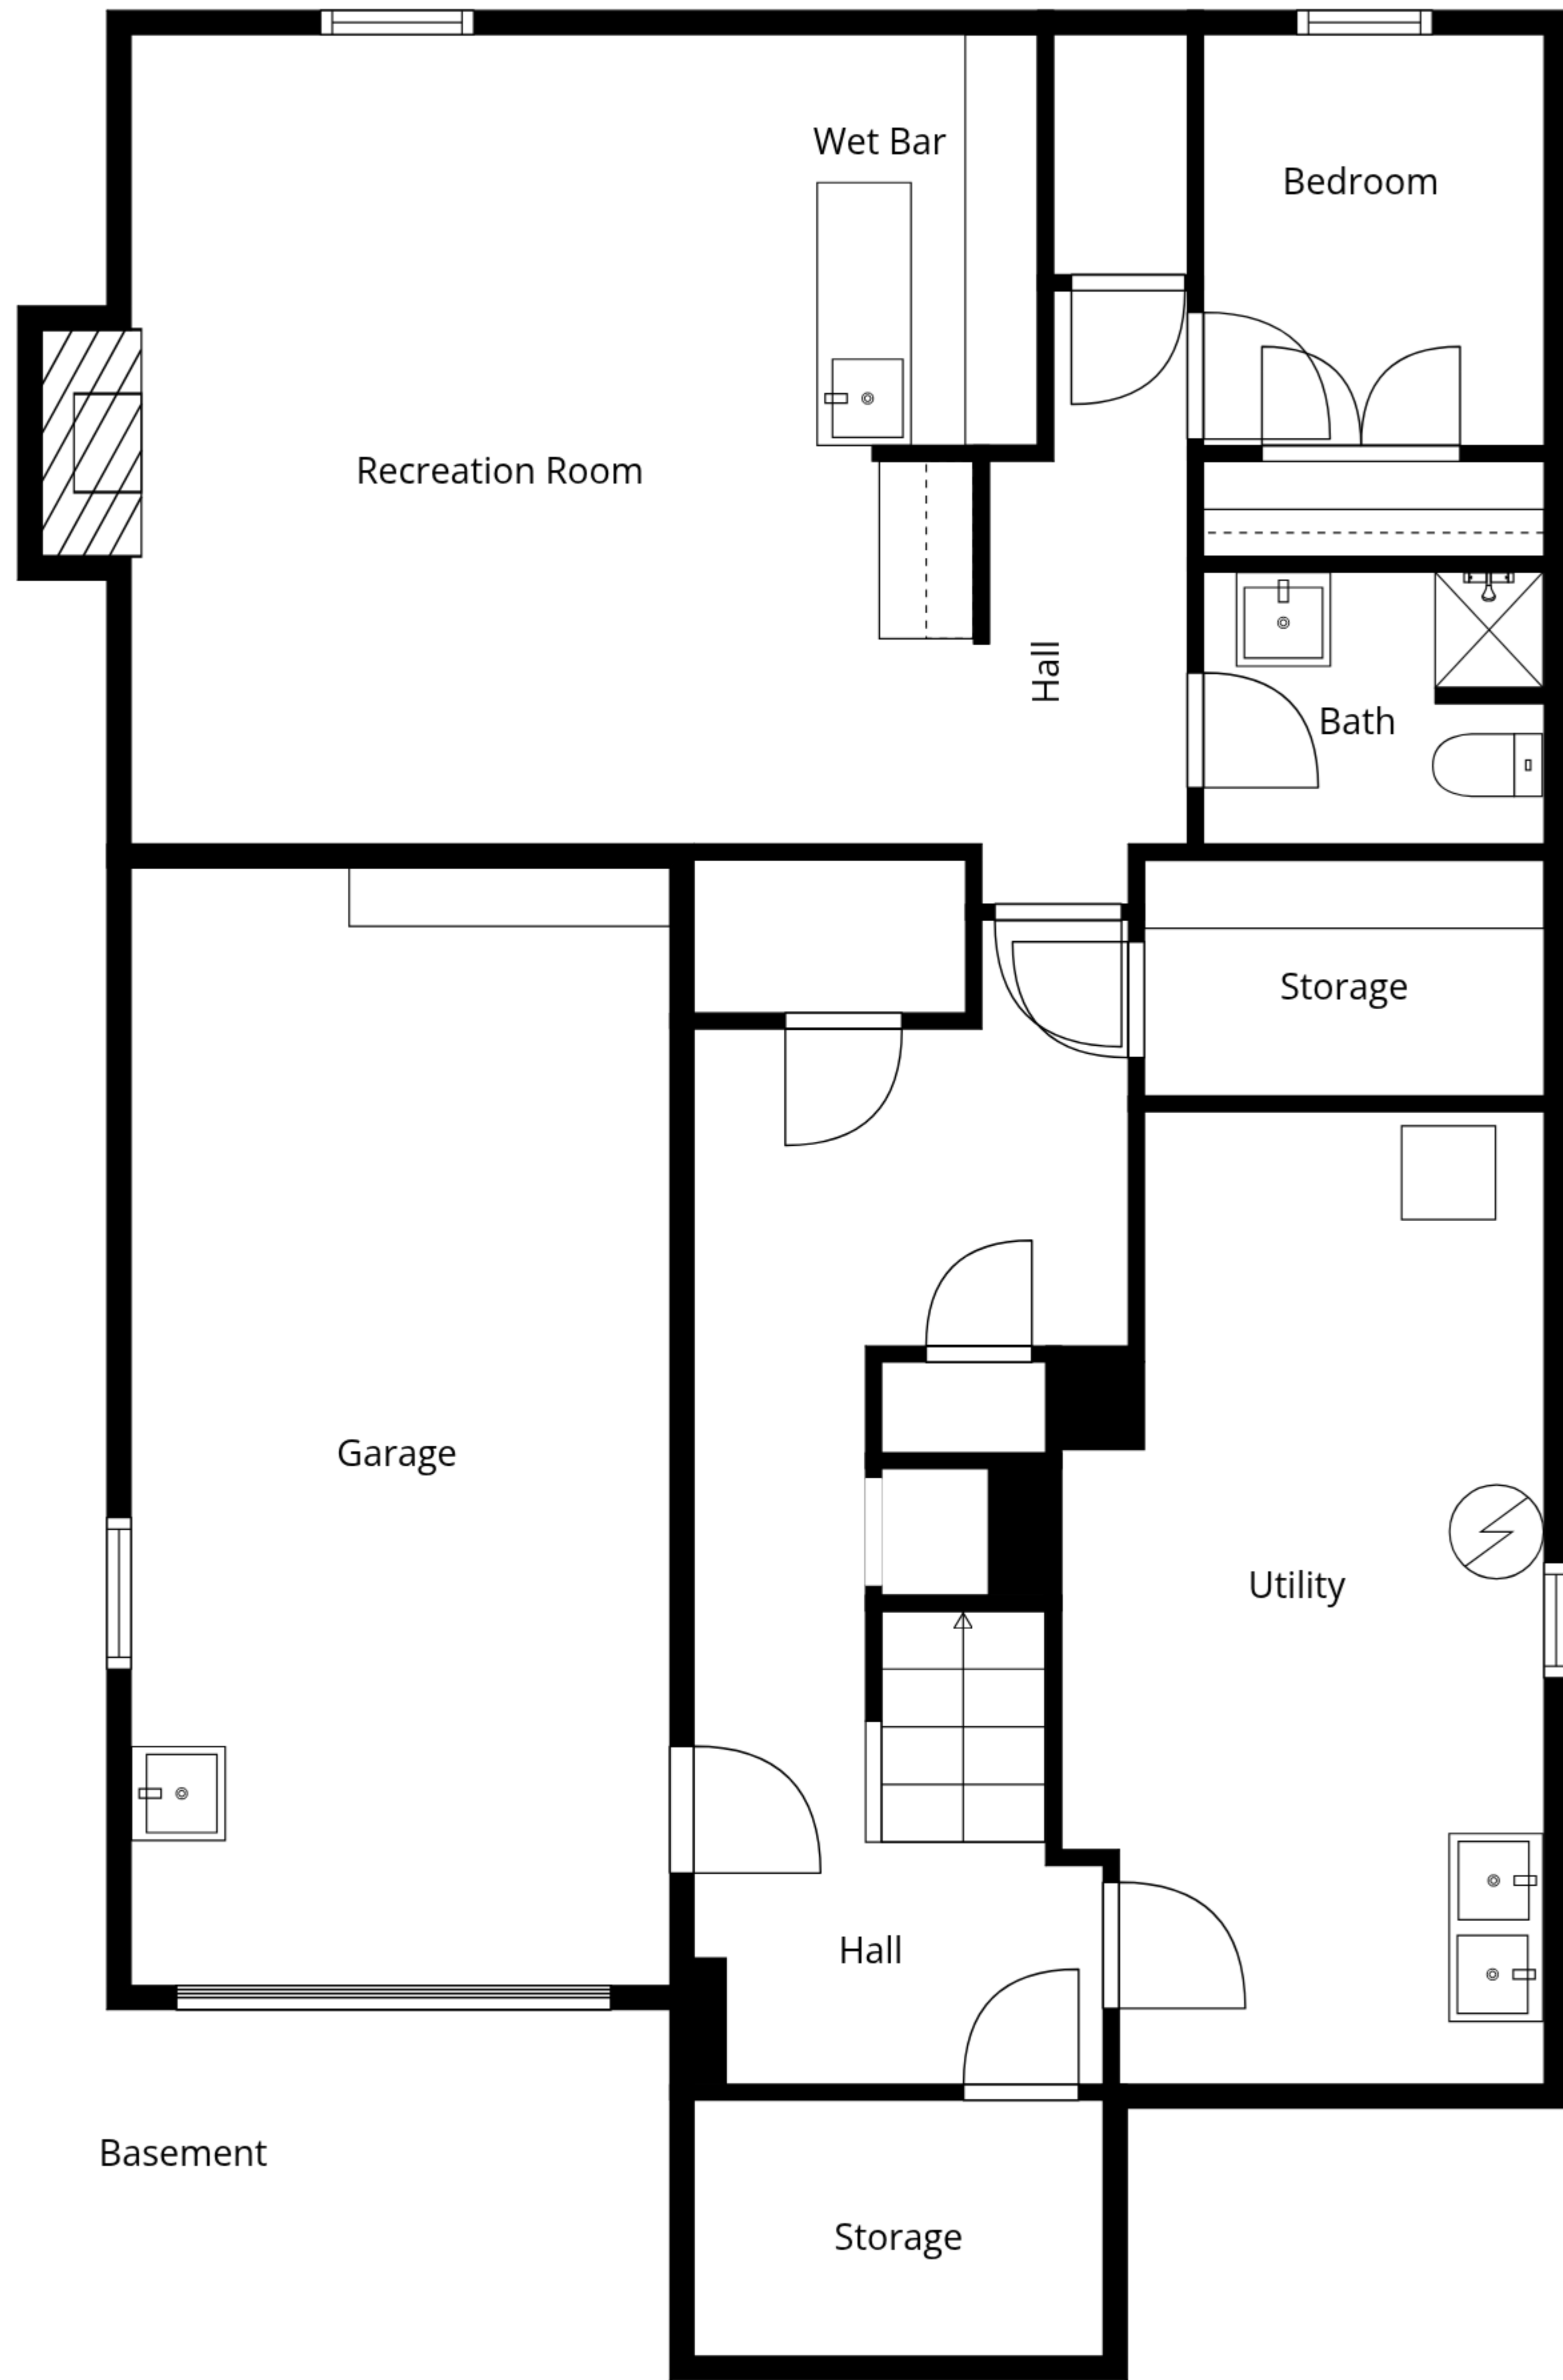 Wet Bar
Bedroom
Recreation Room
Hall
Bath
Storage
Garage
Utility
Hall
Basement
Storage